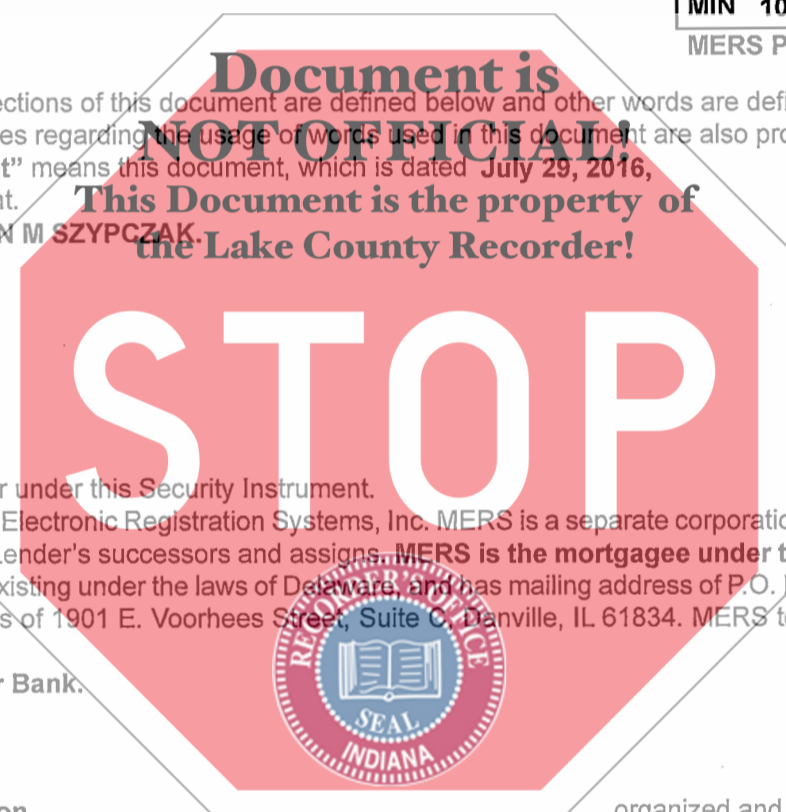 MIN 10
MERS P
Document is
ections of this document are defined below and other words are defi
NOT OFFICIAL!
es regarding the usage of words used in this document are also pro
t” means this document, which is dated July 29, 2016,
nt.
This Document is the property of
N M SZYPCZAK.
the Lake County Recorder!
STOP
r under this Security Instrument.
Electronic Registration Systems, Inc. MERS is a separate corporatio
Lender's successors and assigns. MERS is the mortgagee under t
xisting under the laws of Delaware, and has mailing address of P.O.
s of 1901 E. Voorhees Street, Suite C, Danville, IL 61834. MERS t
RECORDER'S OFFICE
r Bank.
SEAL
INDIANA
organized and